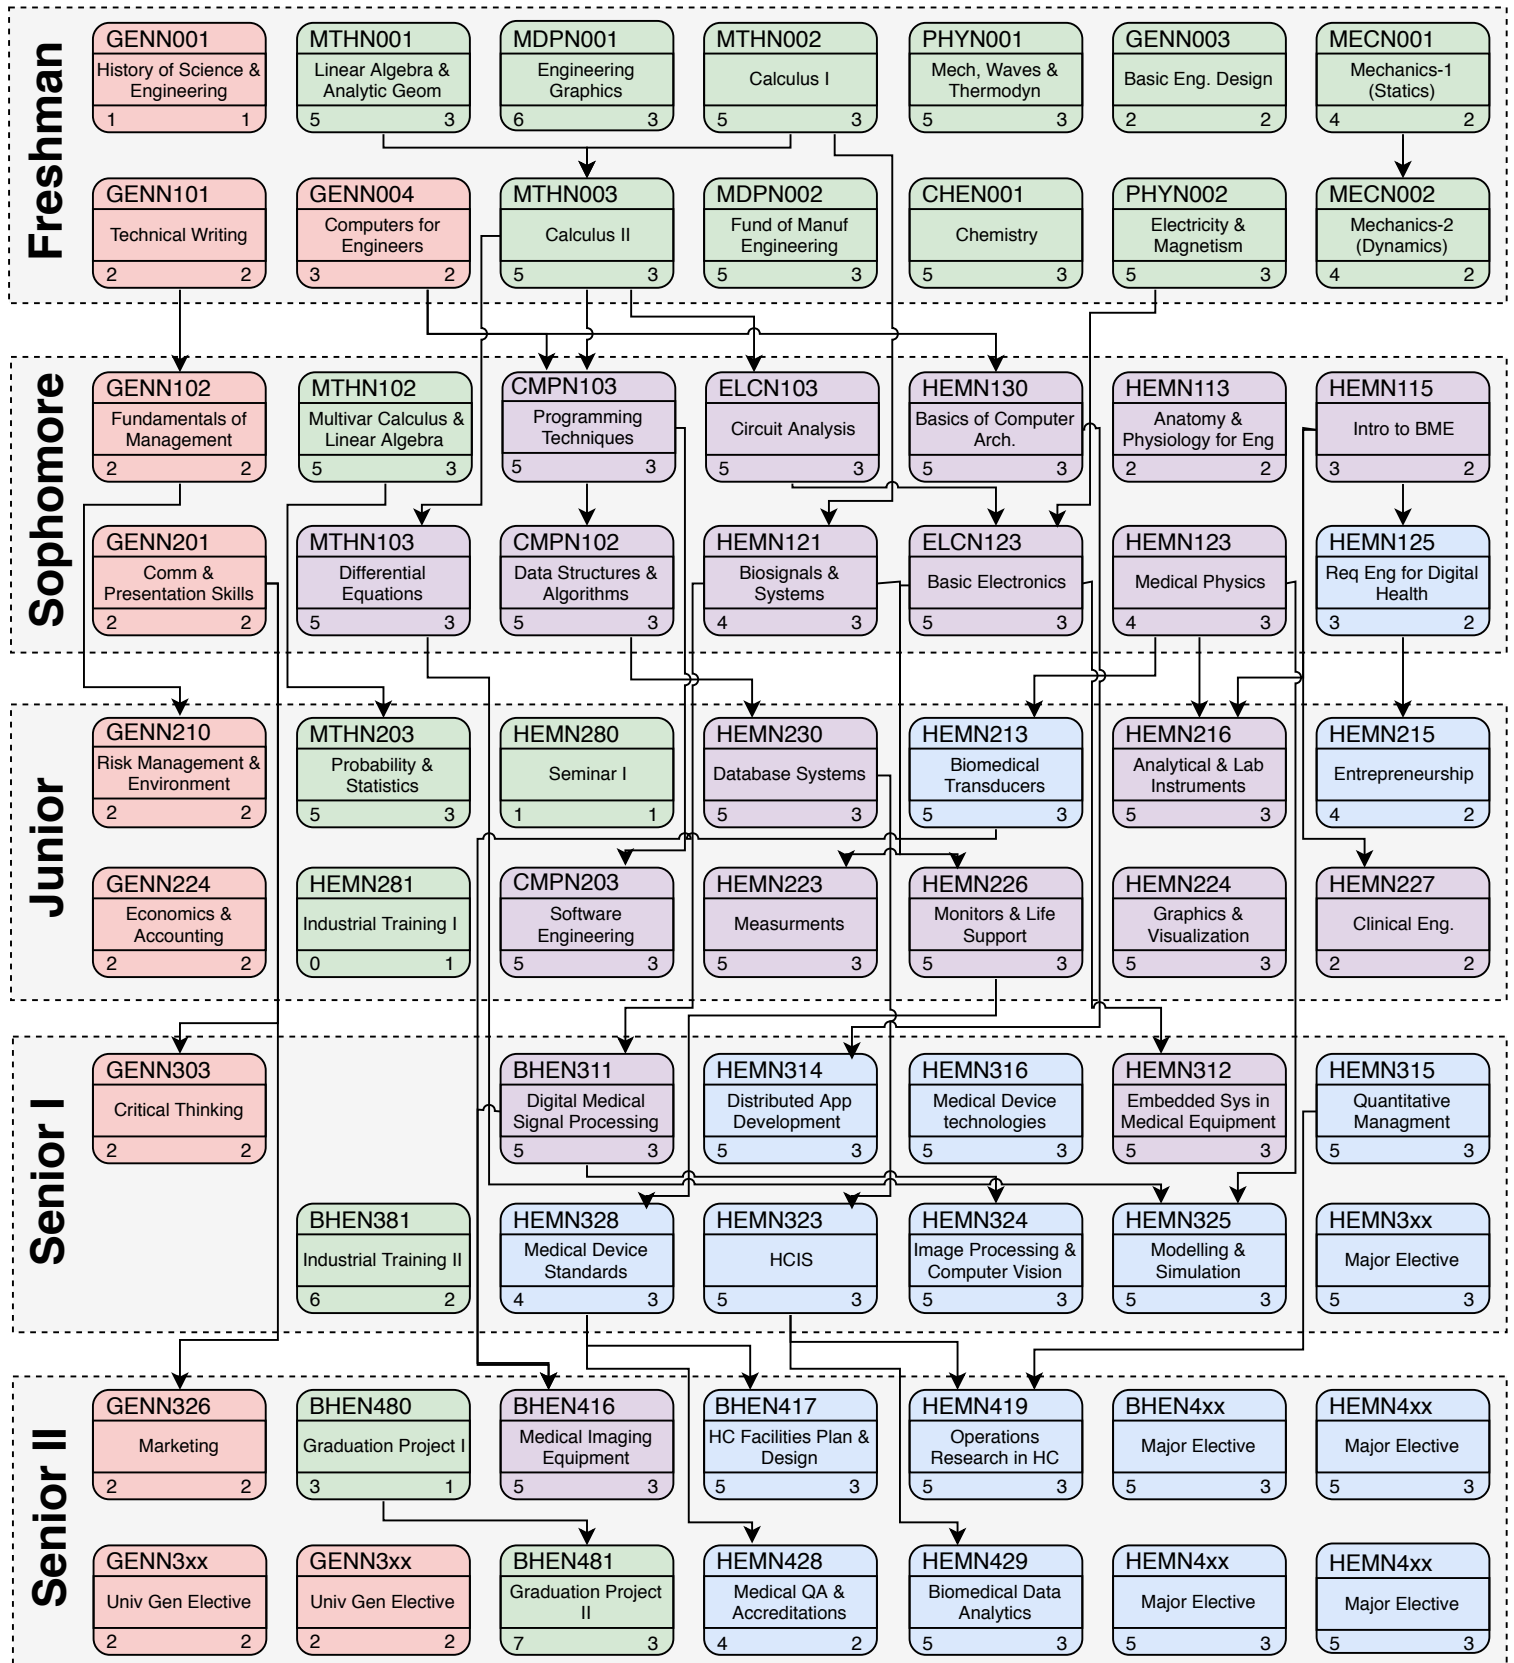 Freshman
GENN001
History of Science &
Engineering
1 1
MTHN001
Linear Algebra &
Analytic Geom
5 3
MDPN001
Engineering
Graphics
6 3
MTHN002
Calculus I
5 3
PHYN001
Mech, Waves &
Thermodyn
5 3
GENN003
Basic Eng. Design
2 2
MECN001
Mechanics-1
(Statics)
4 2
GENN101
Technical Writing
2 2
GENN004
Computers for
Engineers
3 2
MTHN003
Calculus II
5 3
MDPN002
Fund of Manuf
Engineering
5 3
CHEN001
Chemistry
5 3
PHYN002
Electricity &
Magnetism
5 3
MECN002
Mechanics-2
(Dynamics)
4 2
Sophomore
GENN102
Fundamentals of
Management
2 2
MTHN102
Multivar Calculus &
Linear Algebra
5 3
CMPN103
Programming
Techniques
5 3
ELCN103
Circuit Analysis
5 3
HEMN130
Basics of Computer
Arch.
5 3
HEMN113
Anatomy &
Physiology for Eng
2 2
HEMN115
Intro to BME
3 2
GENN201
Comm &
Presentation Skills
2 2
MTHN103
Differential
Equations
5 3
CMPN102
Data Structures &
Algorithms
5 3
HEMN121
Biosignals &
Systems
4 3
ELCN123
Basic Electronics
5 3
HEMN123
Medical Physics
4 3
HEMN125
Req Eng for Digital
Health
3 2
Junior
GENN210
Risk Management &
Environment
2 2
MTHN203
Probability &
Statistics
5 3
HEMN280
Seminar I
1 1
HEMN230
Database Systems
5 3
HEMN213
Biomedical
Transducers
5 3
HEMN216
Analytical & Lab
Instruments
5 3
HEMN215
Entrepreneurship
4 2
GENN224
Economics &
Accounting
2 2
HEMN281
Industrial Training I
0 1
CMPN203
Software
Engineering
5 3
HEMN223
Measurments
5 3
HEMN226
Monitors & Life
Support
5 3
HEMN224
Graphics &
Visualization
5 3
HEMN227
Clinical Eng.
2 2
Senior I
GENN303
Critical Thinking
2 2
BHEN311
Digital Medical
Signal Processing
5 3
HEMN314
Distributed App
Development
5 3
HEMN316
Medical Device
technologies
5 3
HEMN312
Embedded Sys in
Medical Equipment
5 3
HEMN315
Quantitative
Managment
5 3
BHEN381
Industrial Training II
6 2
HEMN328
Medical Device
Standards
4 3
HEMN323
HCIS
5 3
HEMN324
Image Processing &
Computer Vision
5 3
HEMN325
Modelling &
Simulation
5 3
HEMN3xx
Major Elective
5 3
Senior II
GENN326
Marketing
2 2
BHEN480
Graduation Project I
3 1
BHEN416
Medical Imaging
Equipment
5 3
BHEN417
HC Facilities Plan &
Design
5 3
HEMN419
Operations
Research in HC
5 3
BHEN4xx
Major Elective
5 3
HEMN4xx
Major Elective
5 3
GENN3xx
Univ Gen Elective
2 2
GENN3xx
Univ Gen Elective
2 2
BHEN481
Graduation Project
II
7 3
HEMN428
Medical QA &
Accreditations
4 2
HEMN429
Biomedical Data
Analytics
5 3
HEMN4xx
Major Elective
5 3
HEMN4xx
Major Elective
5 3